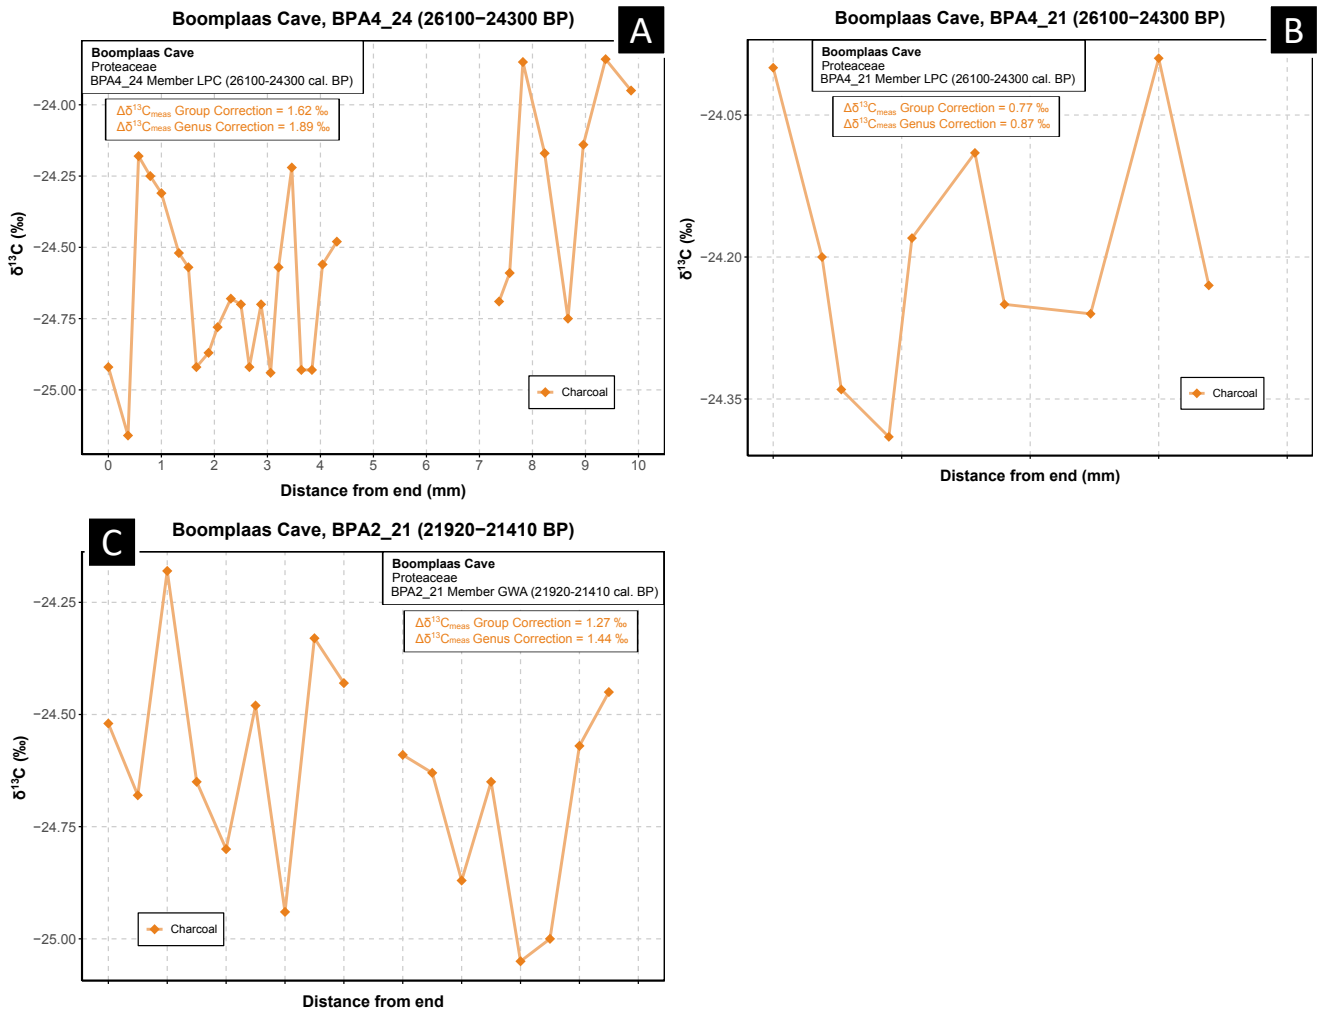 Boomplaas Cave, BPA4_24 (26100−24300 BP)
A
Boomplaas Cave
Proteaceae
BPA4_24 Member LPC (26100-24300 cal. BP)
Δδ¹³Cmeas Group Correction = 1.62 ‰
Δδ¹³Cmeas Genus Correction = 1.89 ‰
−24.00
−24.25
−24.50
−24.75
−25.00
δ¹³C (‰)
Charcoal
0 1 2 3 4 5 6 7 8 9 10
Distance from end (mm)
Boomplaas Cave, BPA4_21 (26100−24300 BP)
B
Boomplaas Cave
Proteaceae
BPA4_21 Member LPC (26100-24300 cal. BP)
Δδ¹³Cmeas Group Correction = 0.77 ‰
Δδ¹³Cmeas Genus Correction = 0.87 ‰
−24.05
−24.20
−24.35
δ¹³C (‰)
Charcoal
Distance from end (mm)
C
Boomplaas Cave, BPA2_21 (21920−21410 BP)
Boomplaas Cave
Proteaceae
BPA2_21 Member GWA (21920-21410 cal. BP)
Δδ¹³Cmeas Group Correction = 1.27 ‰
Δδ¹³Cmeas Genus Correction = 1.44 ‰
−24.25
−24.50
−24.75
−25.00
δ¹³C (‰)
Charcoal
Distance from end